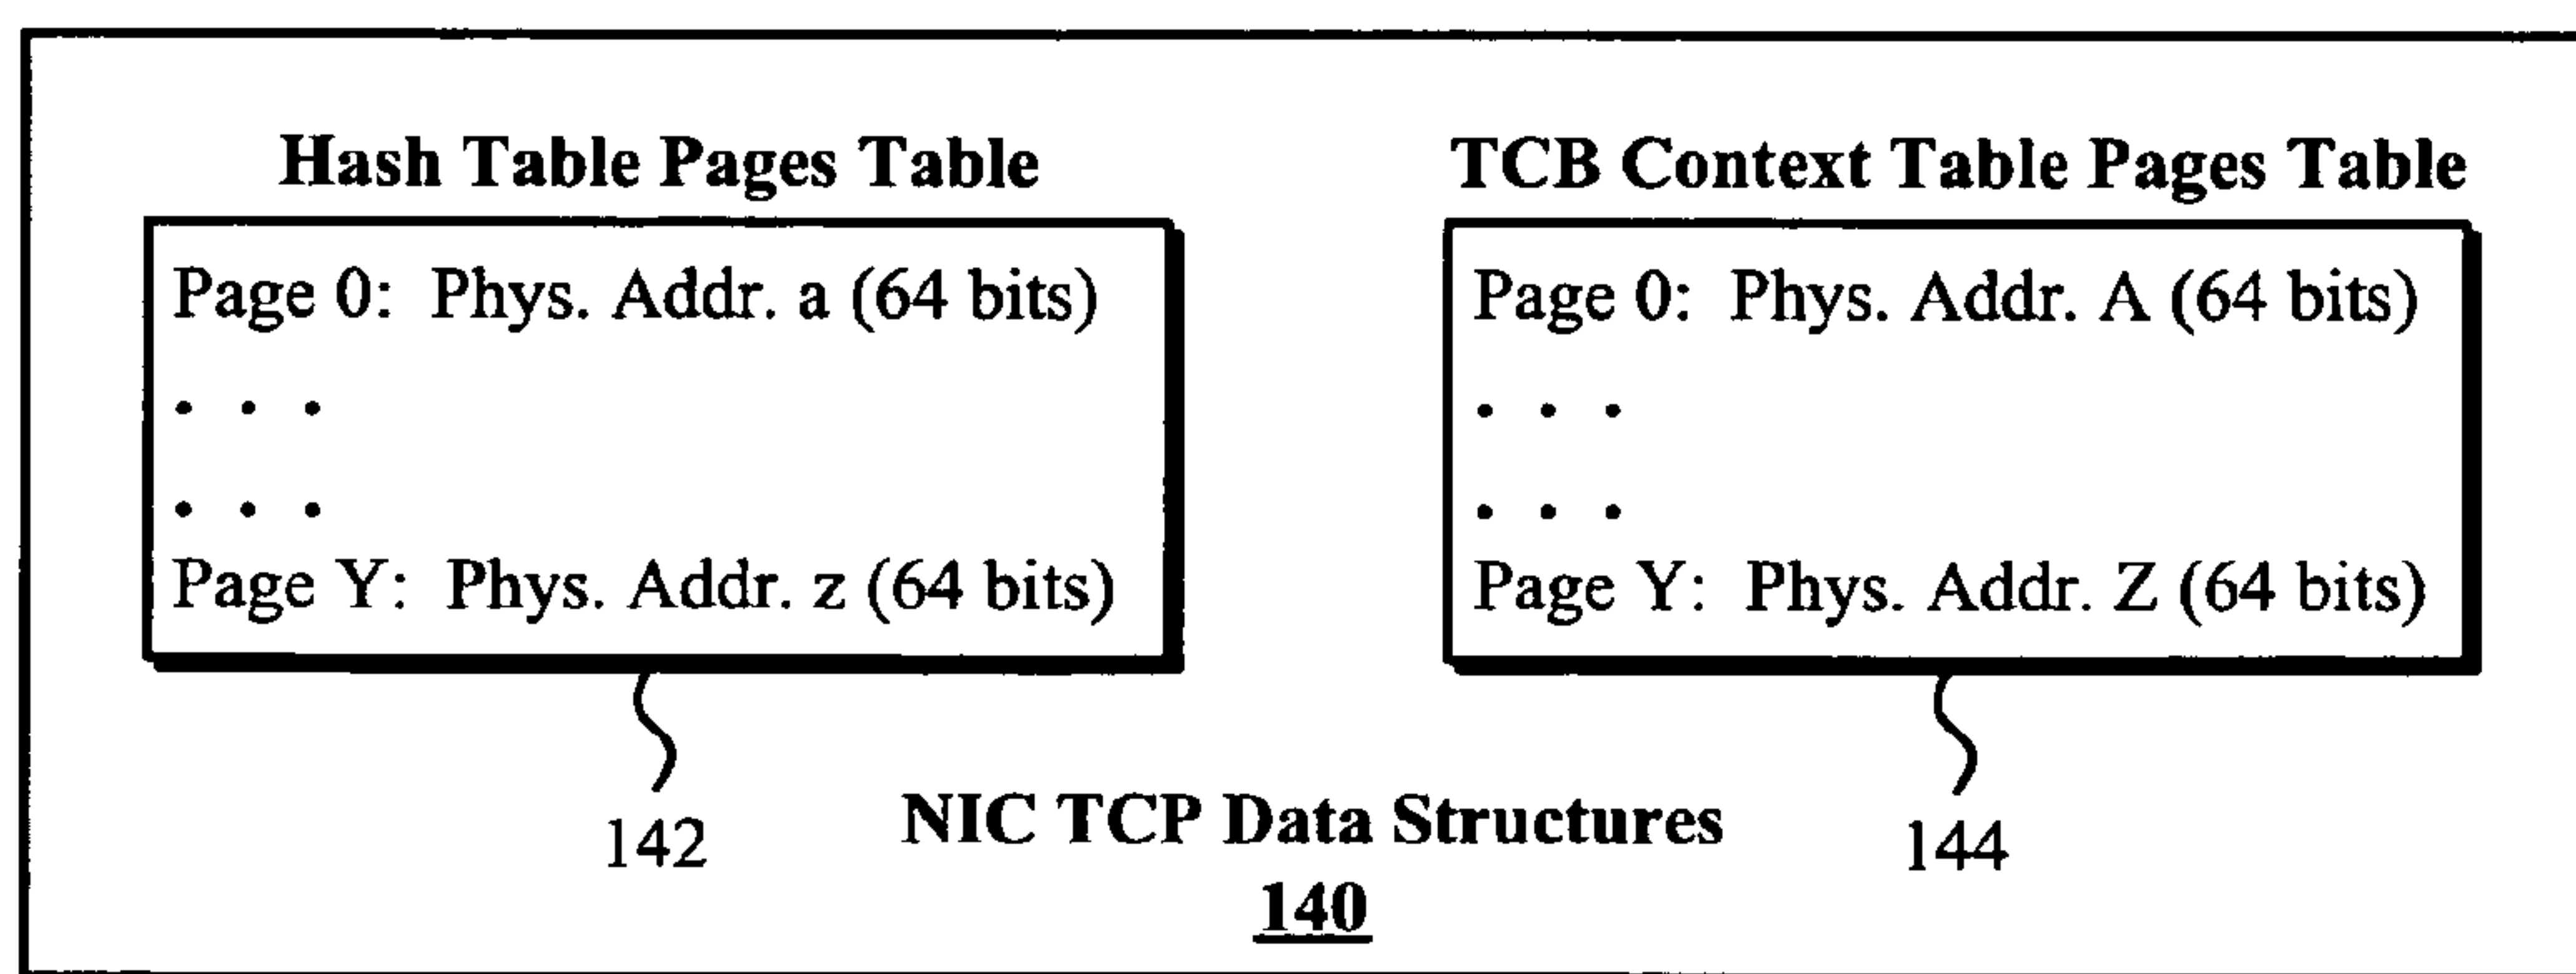 Hash Table Pages Table
Page 0: Phys. Addr. a (64 bits)
. . .
. . .
Page Y: Phys. Addr. z (64 bits)
142
TCB Context Table Pages Table
Page 0: Phys. Addr. A (64 bits)
. . .
. . .
Page Y: Phys. Addr. Z (64 bits)
144
NIC TCP Data Structures
140